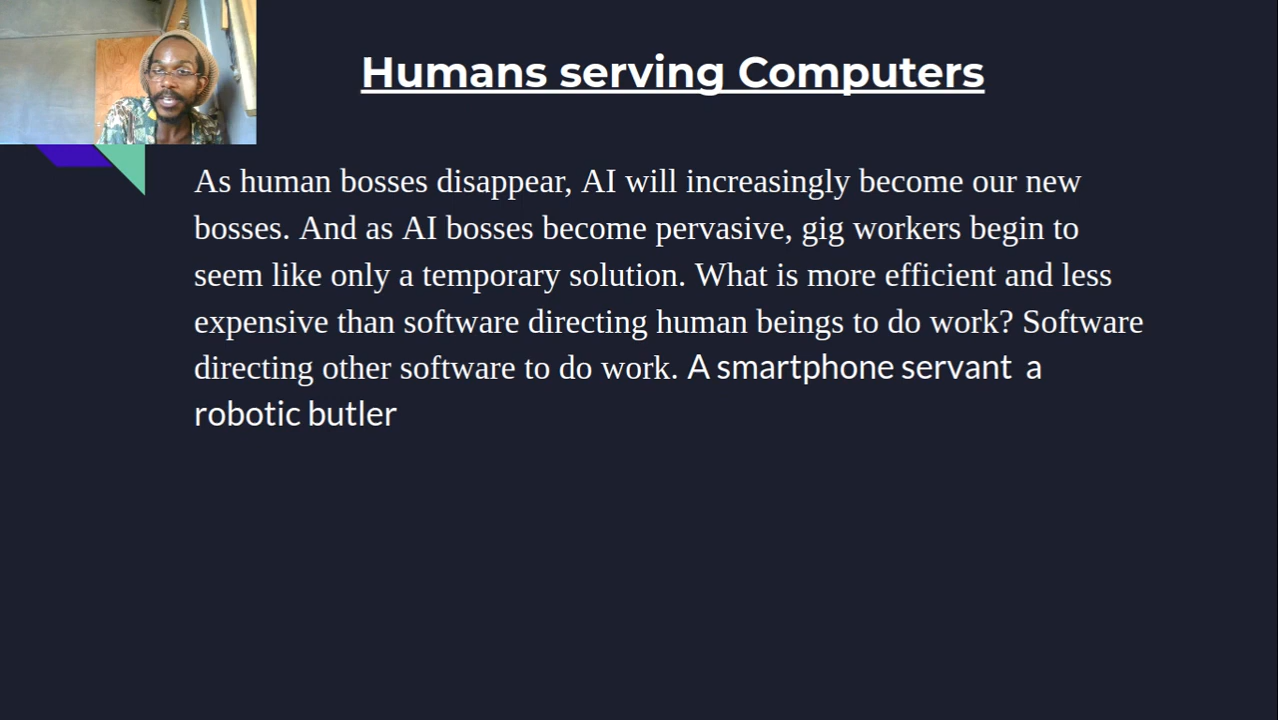 Humans serving Computers
As human bosses disappear, AI will increasingly become our new
bosses. And as AI bosses become pervasive, gig workers begin to
seem like only a temporary solution. What is more efficient and less
expensive than software directing human beings to do work? Software
directing other software to do work. A smartphone servant  a
robotic butler